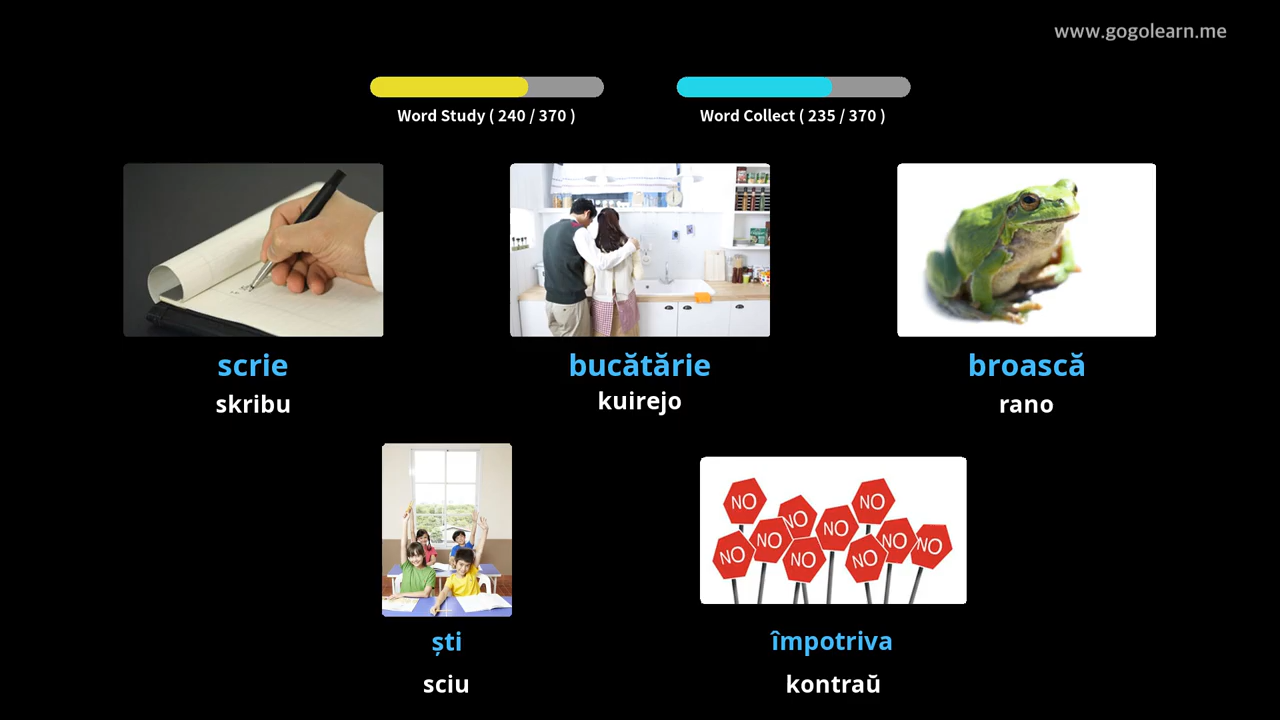 www.gogolearn.me
Word Study ( 240 / 370 )
Word Collect ( 235 / 370 )
scrie
skribu
bucătărie
kuirejo
broască
rano
NO
NO
NO
NO
NO
NO
NO
NO
NO
NO
ști
sciu
împotriva
kontraŭ